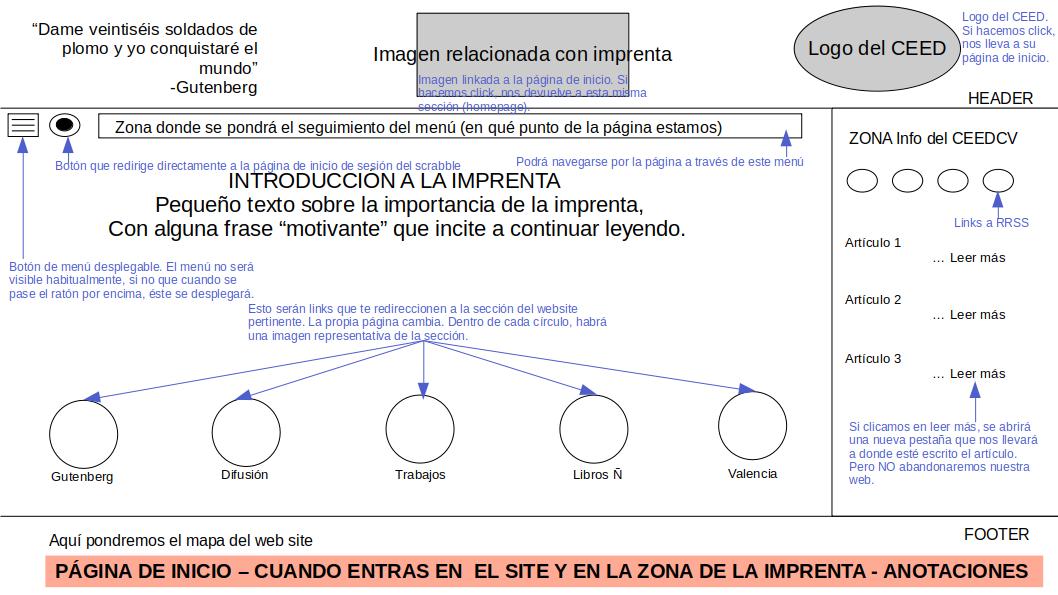 “Dame veintiséis soldados de
plomo y yo conquistaré el
mundo”
-Gutenberg
Imagen relacionada con imprenta
Imagen linkada a la página de inicio. Si
hacemos click, nos devuelve a esta misma
sección (homepage).
Logo del CEED
Logo del CEED.
Si hacemos click,
nos lleva a su
página de inicio.
HEADER
Zona donde se pondrá el seguimiento del menú (en qué punto de la página estamos)
Botón que redirige directamente a la página de inicio de sesión del scrabble
Podrá navegarse por la página a través de este menú
INTRODUCCIÓN A LA IMPRENTA
Pequeño texto sobre la importancia de la imprenta,
Con alguna frase “motivante” que incite a continuar leyendo.
Botón de menú desplegable. El menú no será
visible habitualmente, si no que cuando se
pase el ratón por encima, éste se desplegará.
Esto serán links que te redireccionen a la sección del website
pertinente. La propia página cambia. Dentro de cada círculo, habrá
una imagen representativa de la sección.
Gutenberg
Difusión
Trabajos
Libros Ñ
Valencia
ZONA Info del CEEDCV
Links a RRSS
Artículo 1
... Leer más
Artículo 2
... Leer más
Artículo 3
... Leer más
Si clicamos en leer más, se abrirá
una nueva pestaña que nos llevará
a donde esté escrito el artículo.
Pero NO abandonaremos nuestra
web.
FOOTER
Aquí pondremos el mapa del web site
PÁGINA DE INICIO – CUANDO ENTRAS EN EL SITE Y EN LA ZONA DE LA IMPRENTA - ANOTACIONES